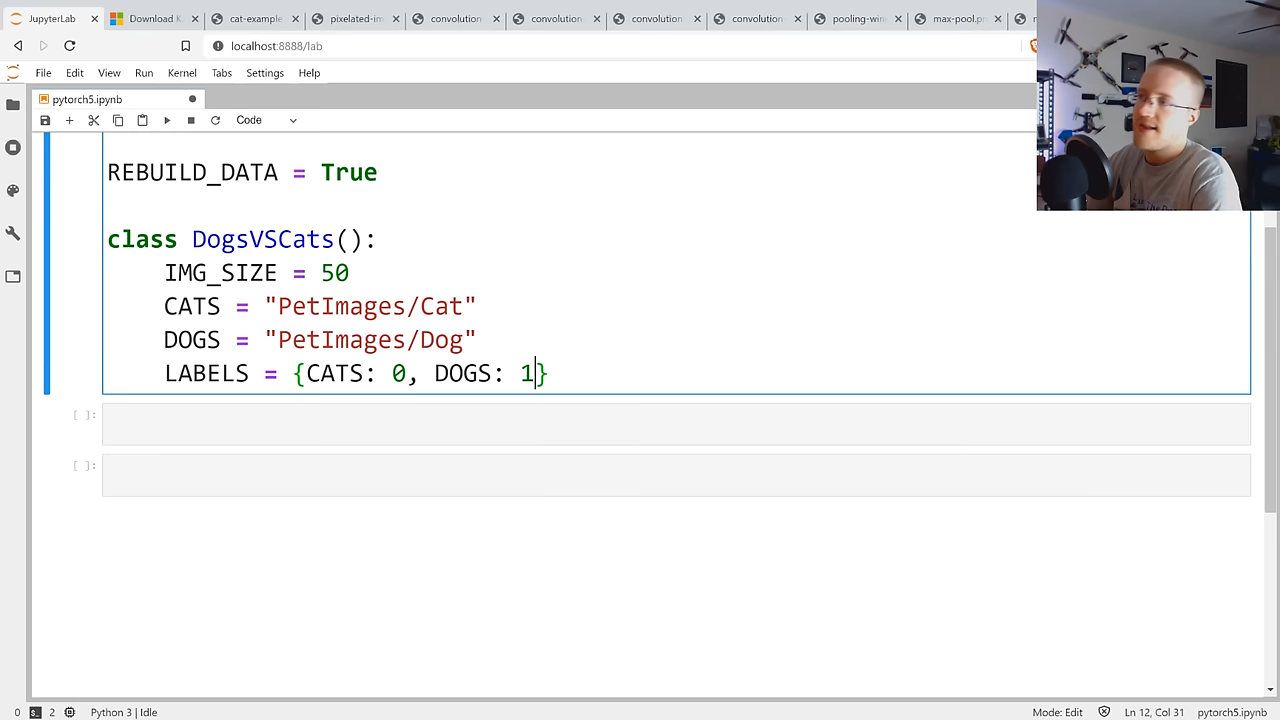 JupyterLab
Download K
cat-example
pixelated-im
convolution
convolution
convolution
convolution
pooling-win
max-pool.p
localhost:8888/lab
File Edit View Run Kernel Tabs Settings Help
pytorch5.ipynb
Code
REBUILD_DATA = True
class DogsVSCats():
IMG_SIZE = 50
CATS = "PetImages/Cat"
DOGS = "PetImages/Dog"
LABELS = {CATS: 0, DOGS: 1}
[ ]:
[ ]:
0 2 Python 3 | Idle Mode: Edit Ln 12, Col 31 pytorch5.ipynb